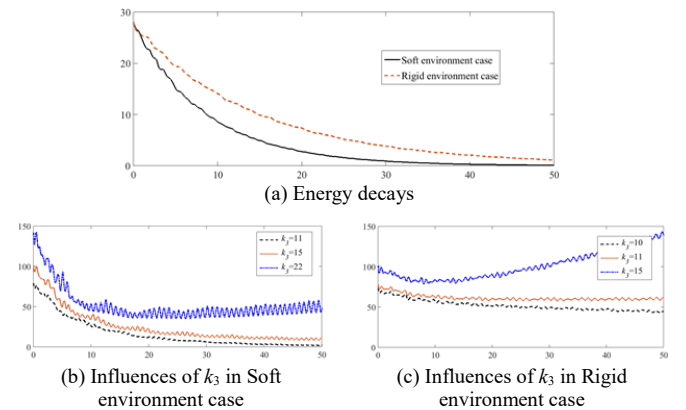 30
20
10
0
Soft environment case
Rigid environment case
0 10 20 30 40 50
(a) Energy decays
150
100
50
0
k3=11
k3=15
k3=22
0 10 20 30 40 50
(b) Influences of k3 in Soft
environment case
150
100
50
0
k3=10
k3=11
k3=15
0 10 20 30 40 50
(c) Influences of k3 in Rigid
environment case